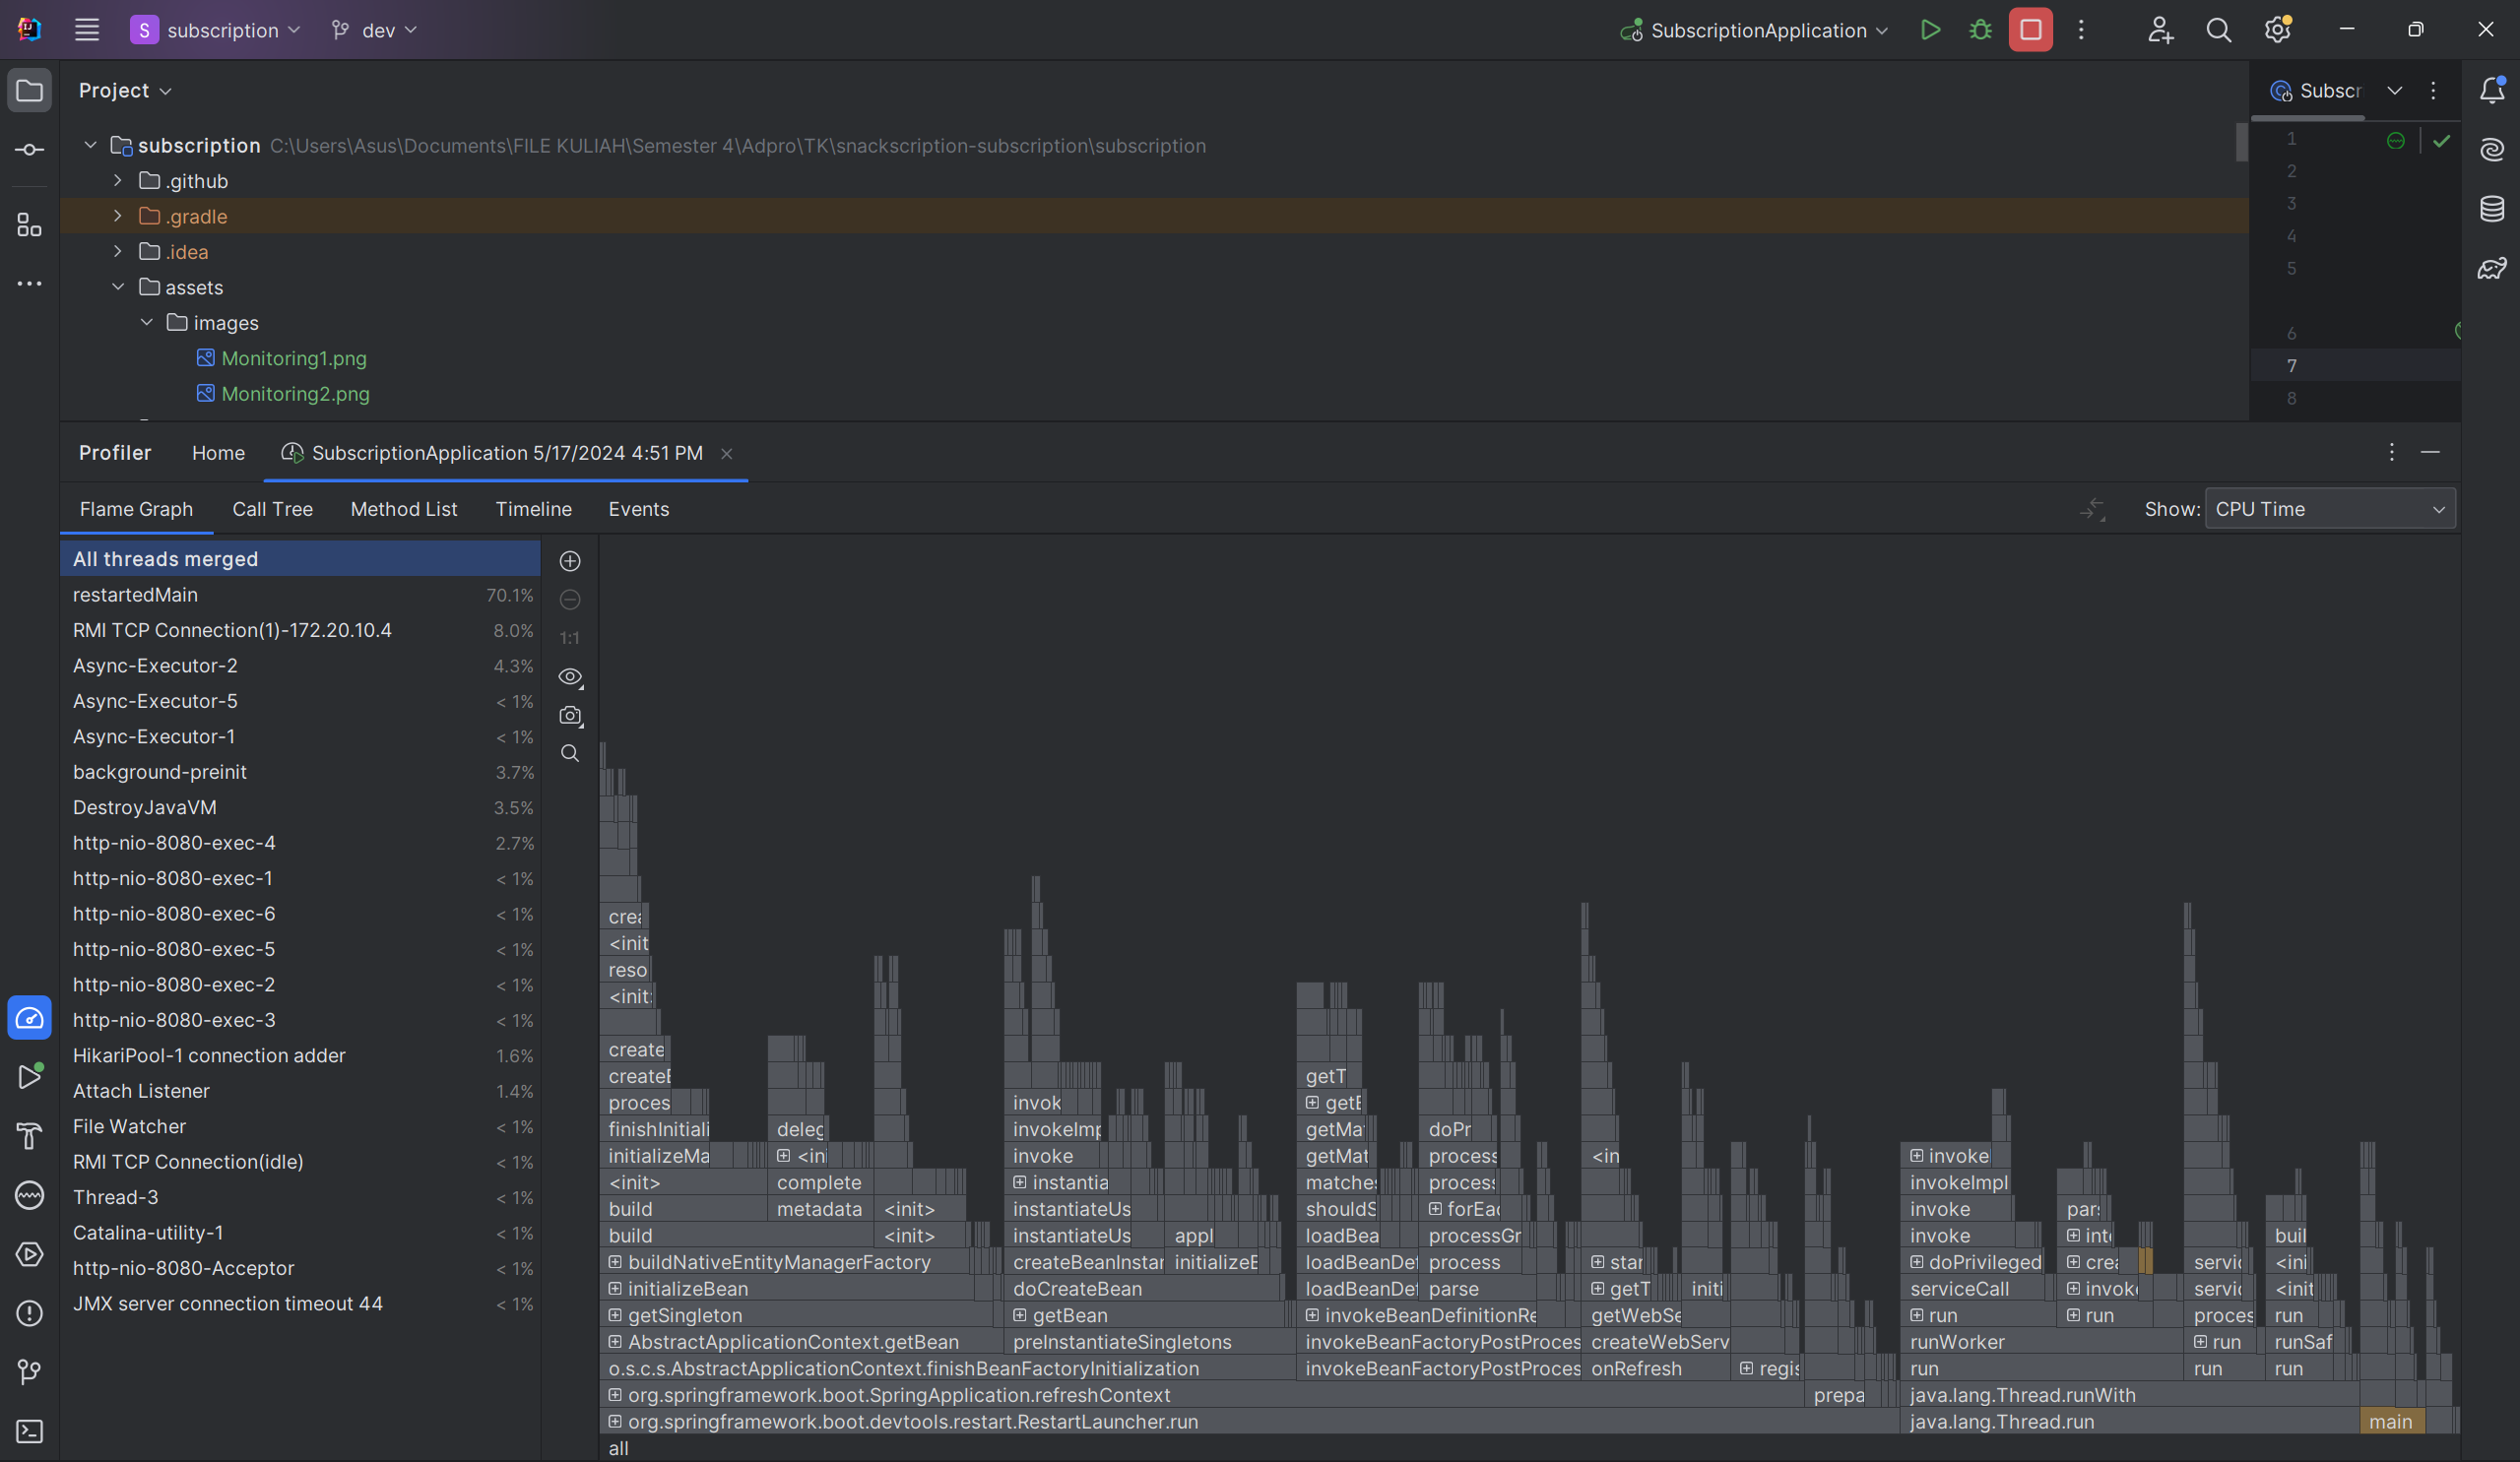 S subscription dev SubscriptionApplication
Project
Subscr
subscription C:\Users\Asus\Documents\FILE KULIAH\Semester 4\Adpro\TK\snackscription-subscription\subscription
.github
.gradle
.idea
assets
images
Monitoring1.png
Monitoring2.png
1
2
3
4
5
6
7
8
Profiler Home SubscriptionApplication 5/17/2024 4:51 PM
Flame Graph Call Tree Method List Timeline Events Show: CPU Time
All threads merged
restartedMain 70.1%
RMI TCP Connection(1)-172.20.10.4 8.0%
Async-Executor-2 4.3%
Async-Executor-5 < 1%
Async-Executor-1 < 1%
background-preinit 3.7%
DestroyJavaVM 3.5%
http-nio-8080-exec-4 2.7%
http-nio-8080-exec-1 < 1%
http-nio-8080-exec-6 < 1%
http-nio-8080-exec-5 < 1%
http-nio-8080-exec-2 < 1%
http-nio-8080-exec-3 < 1%
HikariPool-1 connection adder 1.6%
Attach Listener 1.4%
File Watcher < 1%
RMI TCP Connection(idle) < 1%
Thread-3 < 1%
Catalina-utility-1 < 1%
http-nio-8080-Acceptor < 1%
JMX server connection timeout 44 < 1%
1:1
crea
<init
reso
<init
create
createE getT
proces invok getE
finishInitiali deleg invokeImp getMa doPr
initializeMa <ini invoke getMat process <in invoke
<init> complete instantia matche process invokeImpl
build metadata <init> instantiateUs shouldS forEac invoke pars
build <init> instantiateUs appl loadBea processGr invoke int buil
buildNativeEntityManagerFactory createBeanInstar initializeE loadBeanDef process star doPrivileged crea servic <ini
initializeBean doCreateBean loadBeanDef parse getT initi serviceCall invoke servic <init
getSingleton getBean invokeBeanDefinitionRe getWebSe run run proces run
AbstractApplicationContext.getBean preInstantiateSingletons invokeBeanFactoryPostProces createWebServ runWorker run runSaf
o.s.c.s.AbstractApplicationContext.finishBeanFactoryInitialization invokeBeanFactoryPostProces onRefresh regis run run run
org.springframework.boot.SpringApplication.refreshContext prepa java.lang.Thread.runWith
org.springframework.boot.devtools.restart.RestartLauncher.run java.lang.Thread.run main
all